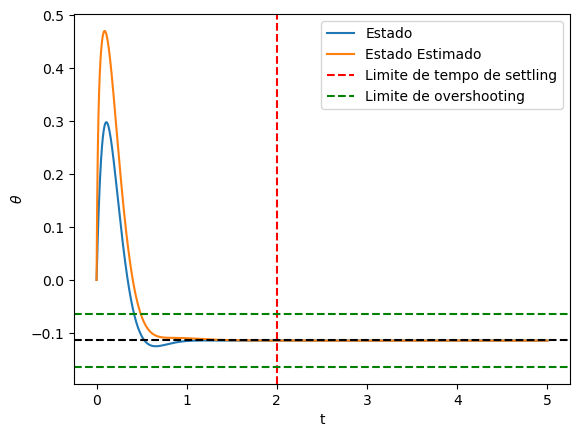 0.5
0.4
0.3
0.2
0.1
0.0
−0.1
θ
Estado
Estado Estimado
Limite de tempo de settling
Limite de overshooting
0 1 2 3 4 5
t